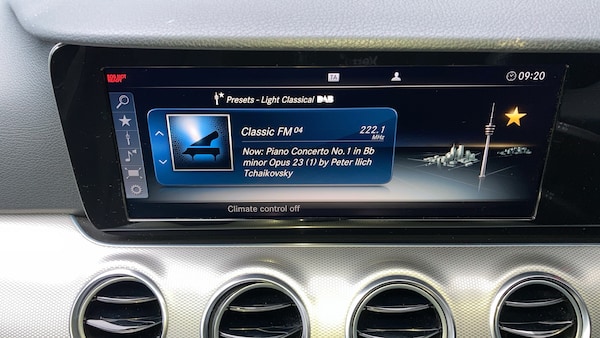 TA
09:20
Presets - Light Classical DAB
Classic FM 04
222.1
MHz
Now: Piano Concerto No.1 in Bb
minor Opus 23 (1) by Peter Ilich
Tchaikovsky
Climate control off